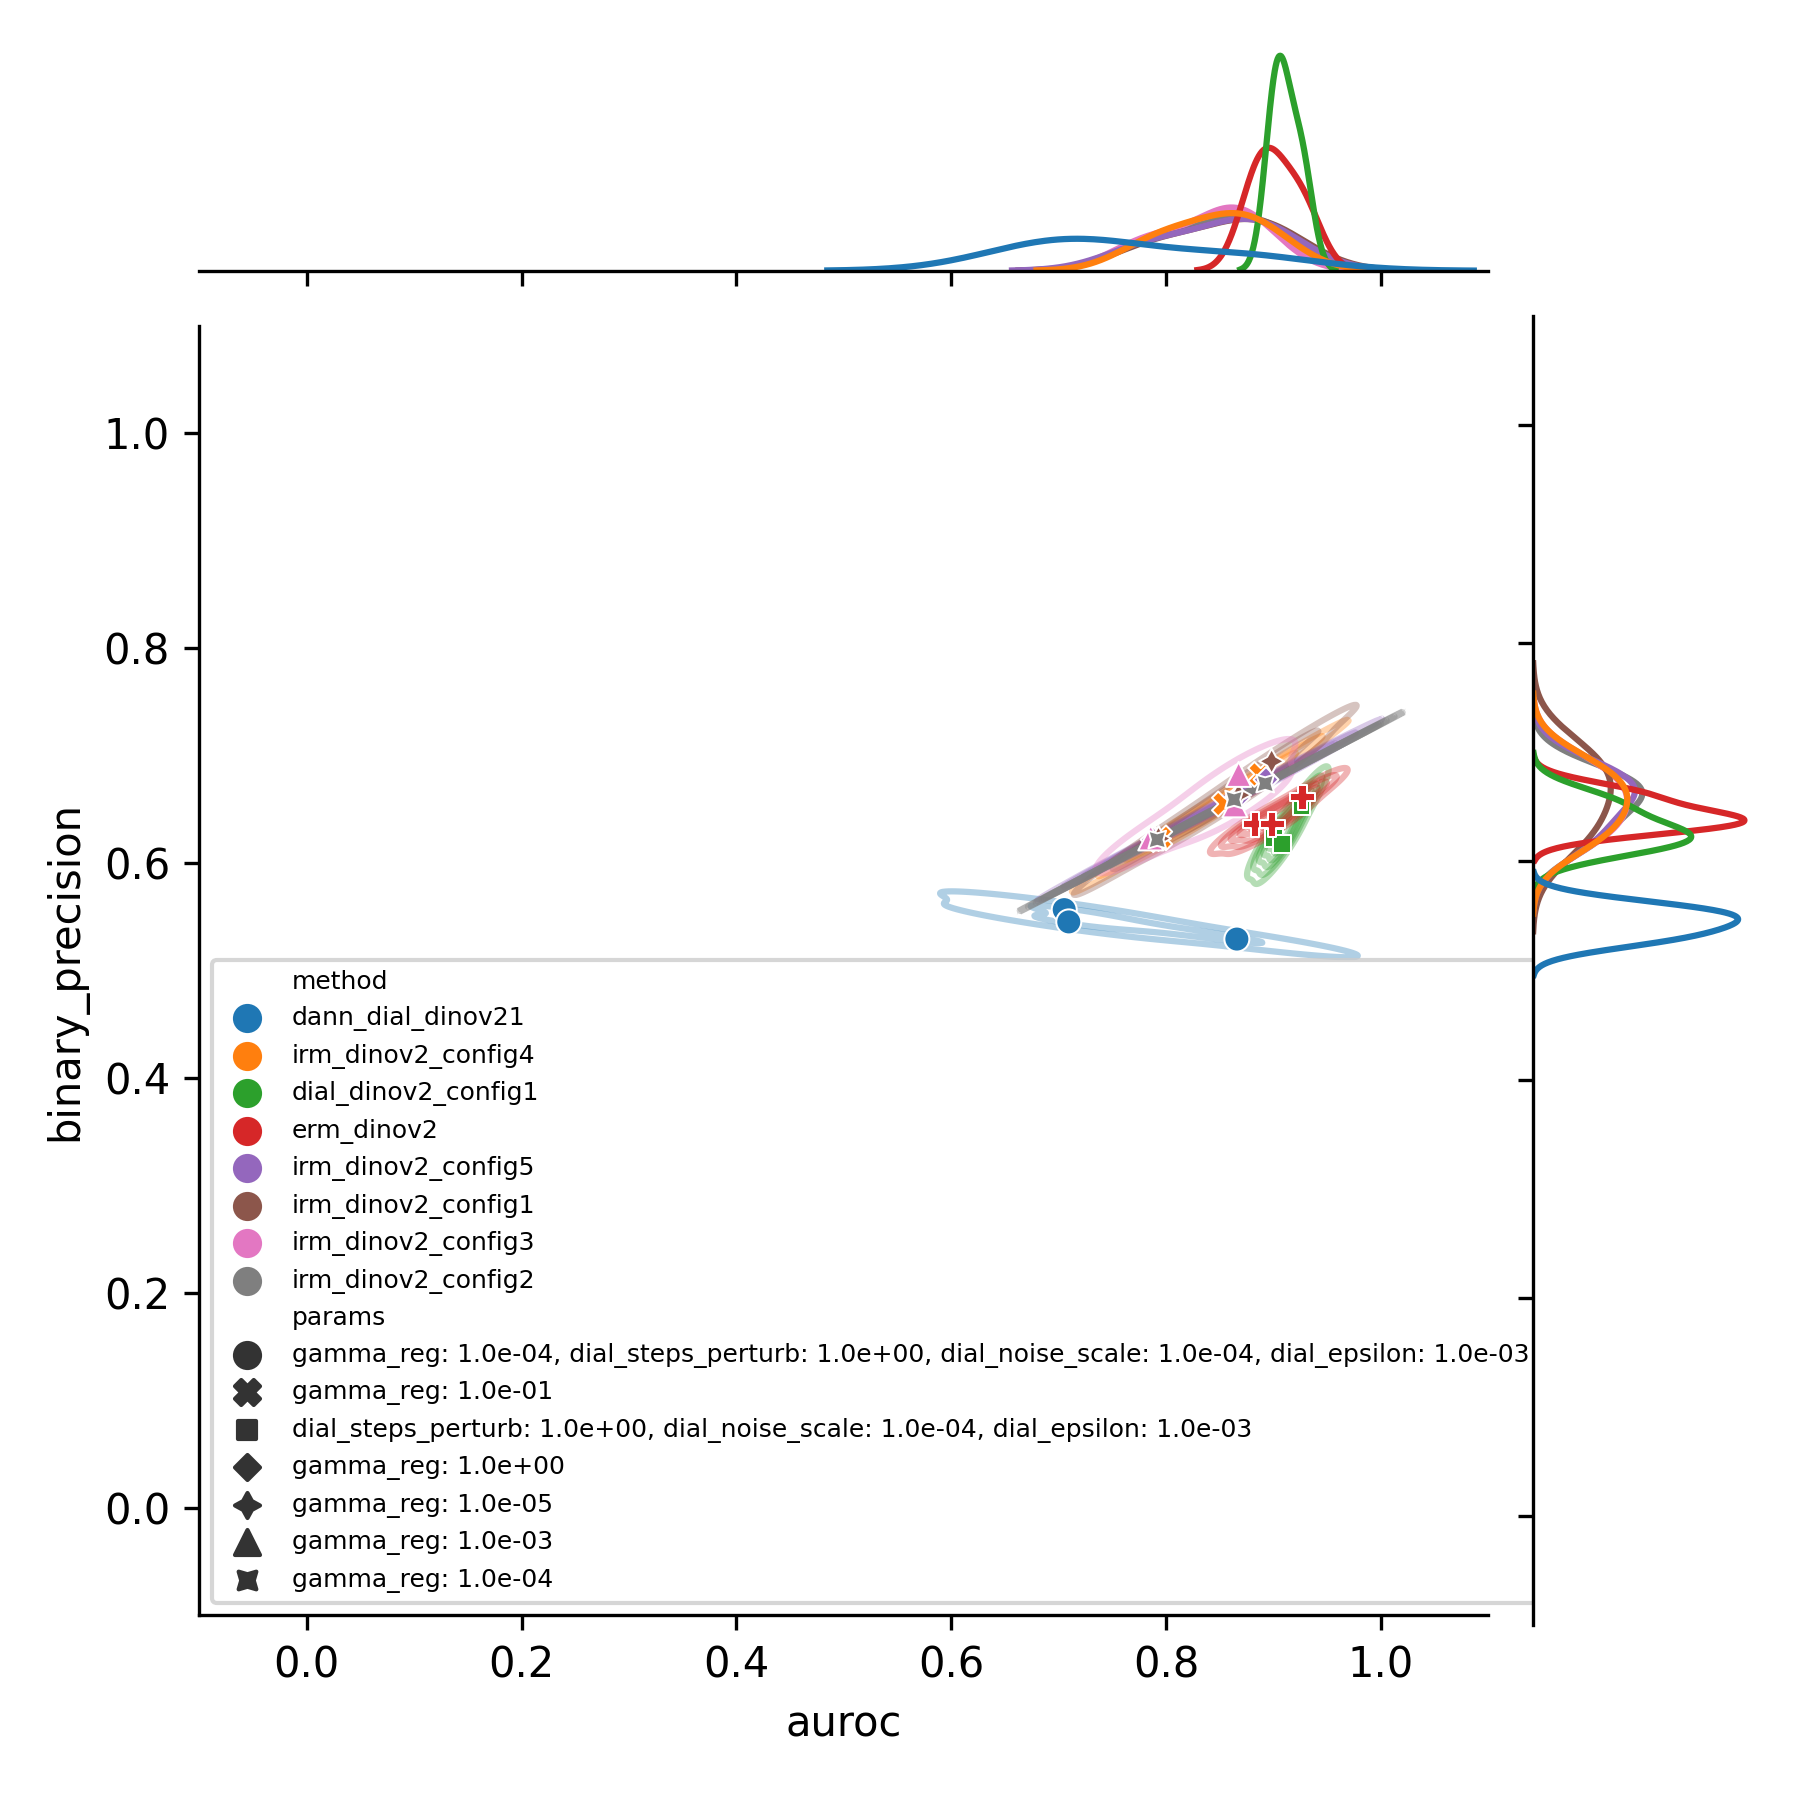 1.0
0.8
0.6
0.4
0.2
0.0
binary_precision
method
dann_dial_dinov21
irm_dinov2_config4
dial_dinov2_config1
erm_dinov2
irm_dinov2_config5
irm_dinov2_config1
irm_dinov2_config3
irm_dinov2_config2
params
gamma_reg: 1.0e-04, dial_steps_perturb: 1.0e+00, dial_noise_scale: 1.0e-04, dial_epsilon: 1.0e-03
gamma_reg: 1.0e-01
dial_steps_perturb: 1.0e+00, dial_noise_scale: 1.0e-04, dial_epsilon: 1.0e-03
gamma_reg: 1.0e+00
gamma_reg: 1.0e-05
gamma_reg: 1.0e-03
gamma_reg: 1.0e-04
0.0 0.2 0.4 0.6 0.8 1.0
auroc